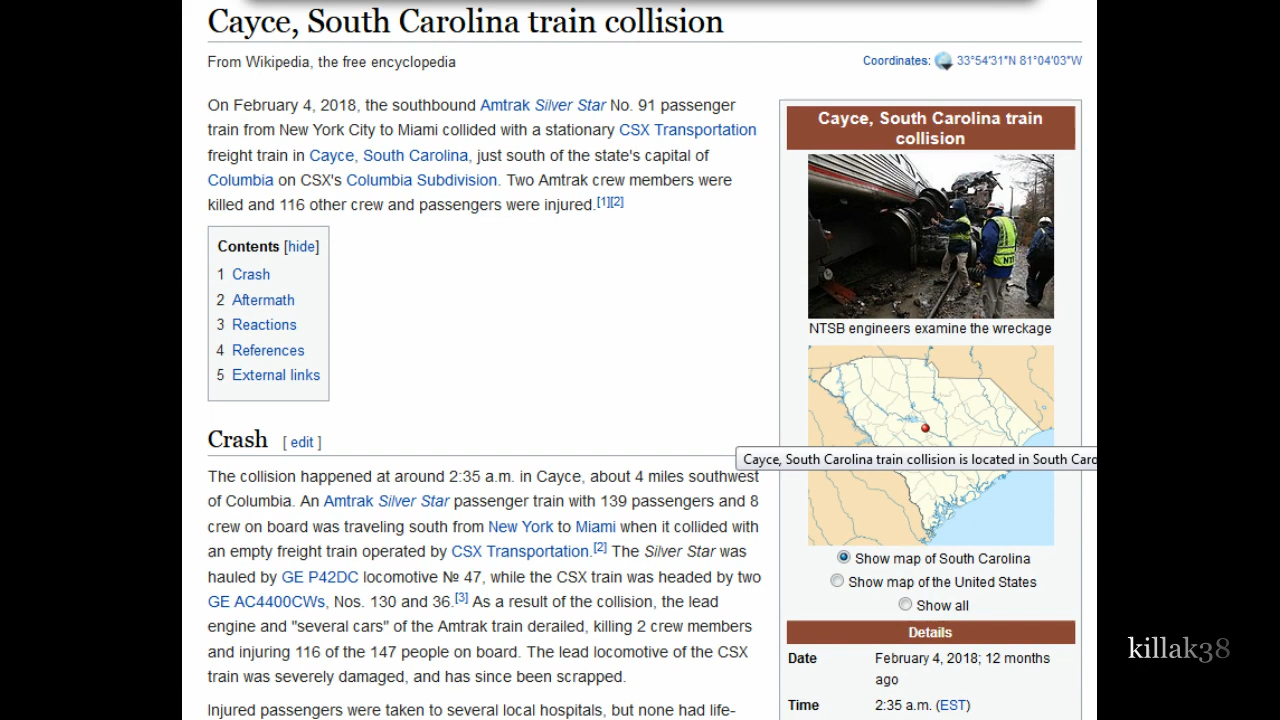 Cayce, South Carolina train collision
From Wikipedia, the free encyclopedia
Coordinates: 33°54′31″N 81°04′03″W
On February 4, 2018, the southbound Amtrak Silver Star No. 91 passenger
train from New York City to Miami collided with a stationary CSX Transportation
freight train in Cayce, South Carolina, just south of the state's capital of
Columbia on CSX's Columbia Subdivision. Two Amtrak crew members were
killed and 116 other crew and passengers were injured.[1][2]
Contents [hide]
1 Crash
2 Aftermath
3 Reactions
4 References
5 External links
Crash [ edit ]
The collision happened at around 2:35 a.m. in Cayce, about 4 miles southwest
of Columbia. An Amtrak Silver Star passenger train with 139 passengers and 8
crew on board was traveling south from New York to Miami when it collided with
an empty freight train operated by CSX Transportation.[2] The Silver Star was
hauled by GE P42DC locomotive № 47, while the CSX train was headed by two
GE AC4400CWs, Nos. 130 and 36.[3] As a result of the collision, the lead
engine and "several cars" of the Amtrak train derailed, killing 2 crew members
and injuring 116 of the 147 people on board. The lead locomotive of the CSX
train was severely damaged, and has since been scrapped.
Injured passengers were taken to several local hospitals, but none had life-
Cayce, South Carolina train
collision
NTSB engineers examine the wreckage
Cayce, South Carolina train collision is located in South Caro
Show map of South Carolina
Show map of the United States
Show all
Details
Date February 4, 2018; 12 months
ago
Time 2:35 a.m. (EST)
killak38